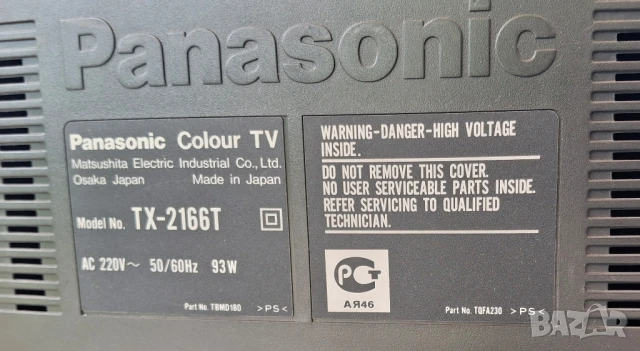 Panasonic
Panasonic Colour TV
Matsushita Electric Industrial Co., Ltd.
Osaka Japan Made in Japan
Model No. TX-2166T
AC 220V~ 50/60Hz 93W
Part No. TBMD180 >PS<
WARNING-DANGER-HIGH VOLTAGE
INSIDE.
DO NOT REMOVE THIS COVER.
NO USER SERVICEABLE PARTS INSIDE.
REFER SERVICING TO QUALIFIED
TECHNICIAN.
РСТ
АЯ46
Part No. TQFA230 >PS<
bazar.bg